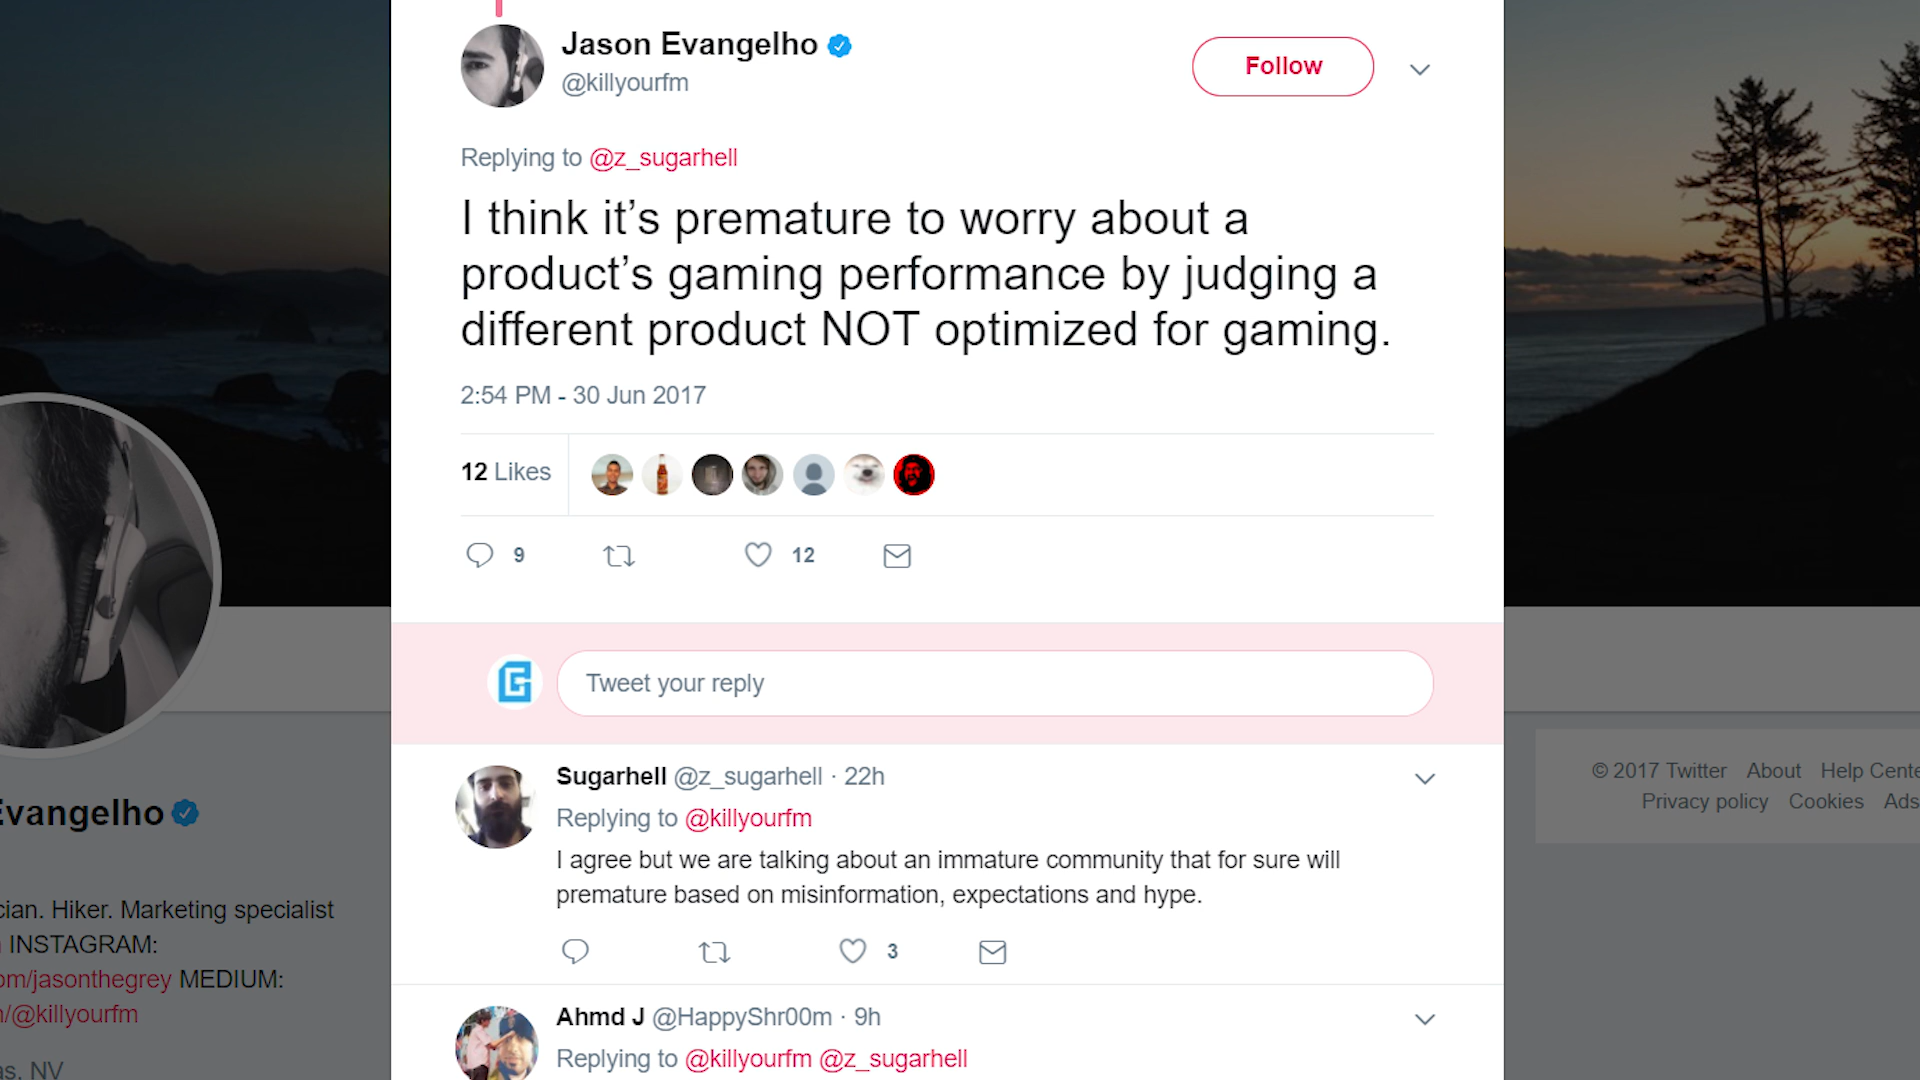 Jason Evangelho
@killyourfm
Follow
Replying to @z_sugarhell
I think it’s premature to worry about a
product’s gaming performance by judging a
different product NOT optimized for gaming.
2:54 PM - 30 Jun 2017
12 Likes
9
12
Tweet your reply
Sugarhell @z_sugarhell · 22h
Replying to @killyourfm
I agree but we are talking about an immature community that for sure will
premature based on misinformation, expectations and hype.
3
Ahmd J @HappyShr00m · 9h
Replying to @killyourfm @z_sugarhell
Evangelho
cian. Hiker. Marketing specialist
INSTAGRAM:
om/jasonthegrey MEDIUM:
/@killyourfm
as, NV
© 2017 Twitter About Help Cente
Privacy policy Cookies Ads